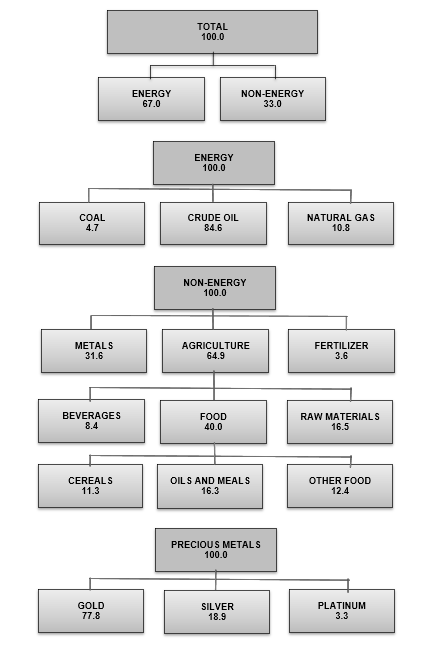 TOTAL
100.0
ENERGY
67.0
NON-ENERGY
33.0
ENERGY
100.0
COAL
4.7
CRUDE OIL
84.6
NATURAL GAS
10.8
NON-ENERGY
100.0
METALS
31.6
AGRICULTURE
64.9
FERTILIZER
3.6
BEVERAGES
8.4
FOOD
40.0
RAW MATERIALS
16.5
CEREALS
11.3
OILS AND MEALS
16.3
OTHER FOOD
12.4
PRECIOUS METALS
100.0
GOLD
77.8
SILVER
18.9
PLATINUM
3.3